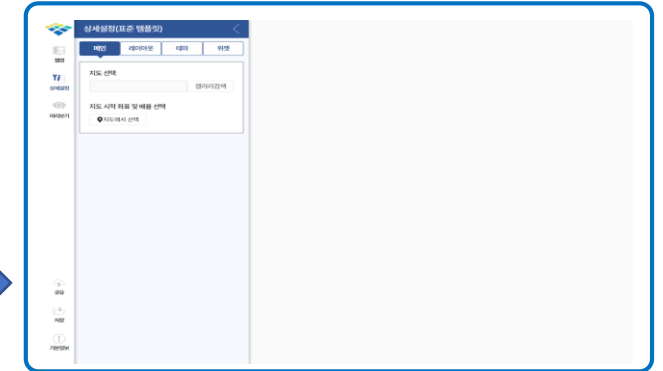 상세설정(표준 템플릿)
메인 레이아웃 테마 위젯
지도 선택
갤러리검색
지도 시작 좌표 및 배율 선택
지도에서 선택
상세설정
미리보기
공유
저장
기본정보